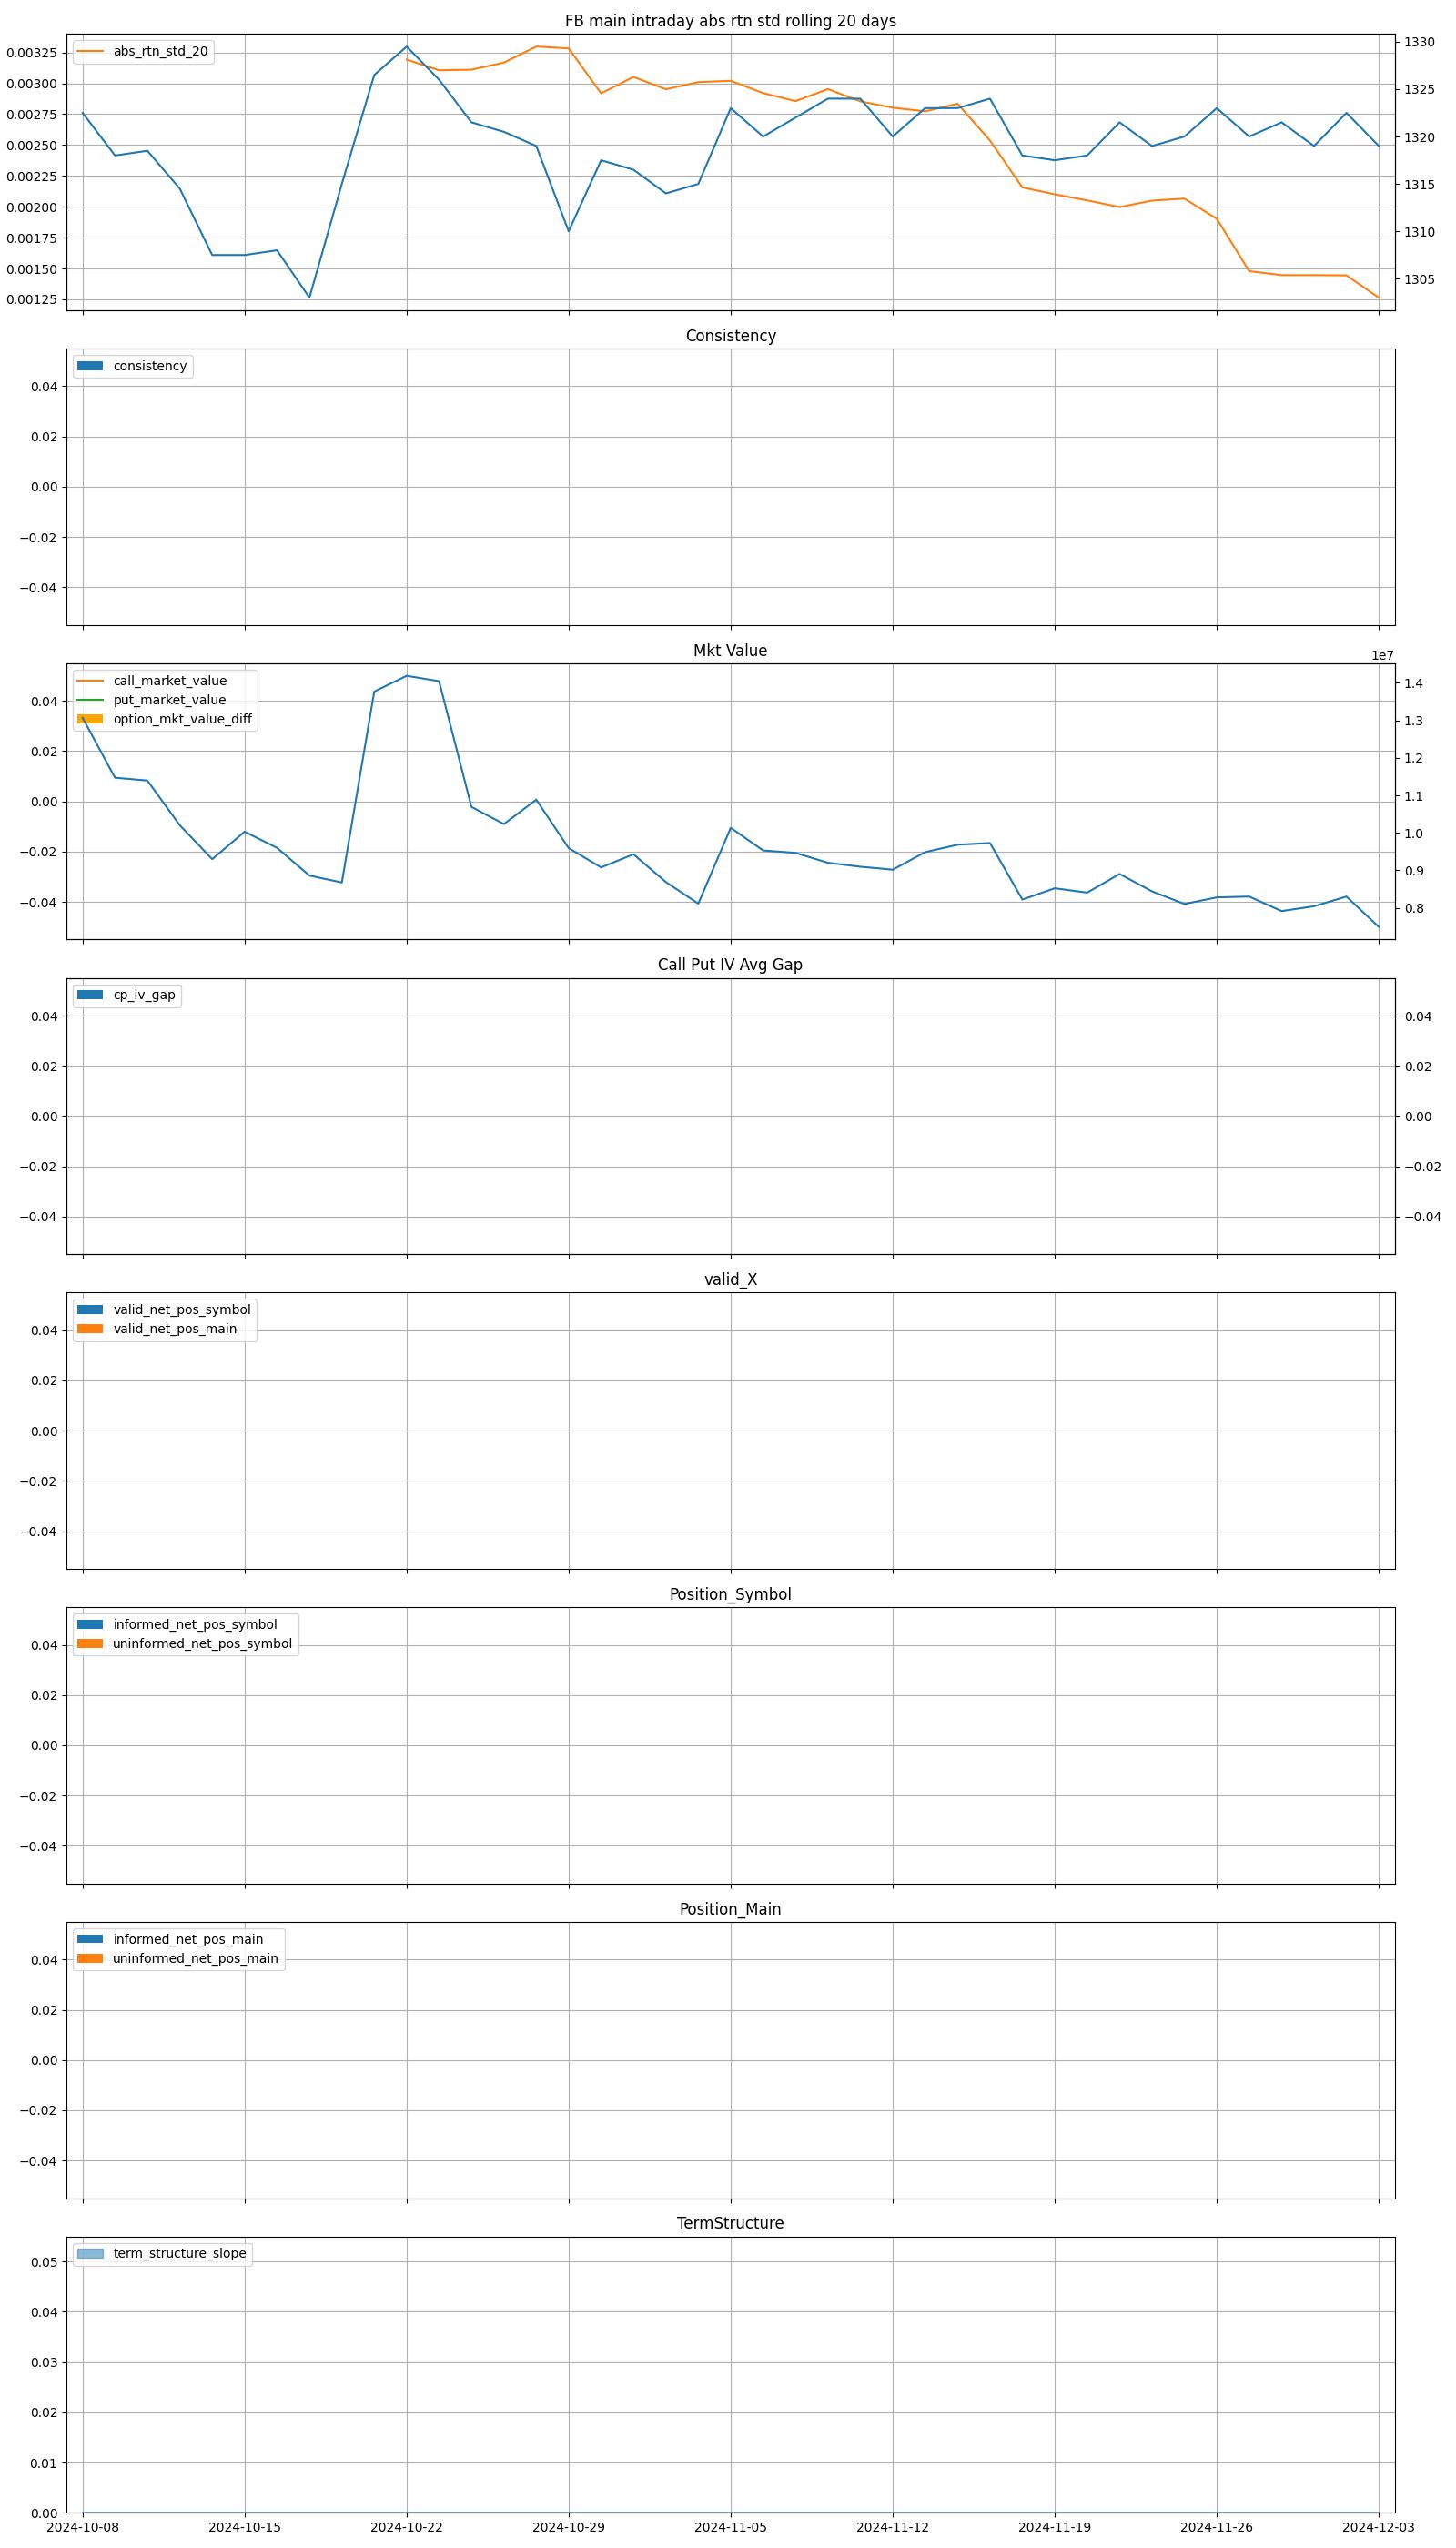 FB main intraday abs rtn std rolling 20 days
abs_rtn_std_20
0.00325
0.00300
0.00275
0.00250
0.00225
0.00200
0.00175
0.00150
0.00125
1330
1325
1320
1315
1310
1305
Consistency
consistency
0.04
0.02
0.00
−0.02
−0.04
Mkt Value
1e7
call_market_value
put_market_value
option_mkt_value_diff
0.04
0.02
0.00
−0.02
−0.04
1.4
1.3
1.2
1.1
1.0
0.9
0.8
Call Put IV Avg Gap
cp_iv_gap
0.04
0.02
0.00
−0.02
−0.04
0.04
0.02
0.00
−0.02
−0.04
valid_X
valid_net_pos_symbol
valid_net_pos_main
0.04
0.02
0.00
−0.02
−0.04
Position_Symbol
informed_net_pos_symbol
uninformed_net_pos_symbol
0.04
0.02
0.00
−0.02
−0.04
Position_Main
informed_net_pos_main
uninformed_net_pos_main
0.04
0.02
0.00
−0.02
−0.04
TermStructure
term_structure_slope
0.05
0.04
0.03
0.02
0.01
0.00
2024-10-08 2024-10-15 2024-10-22 2024-10-29 2024-11-05 2024-11-12 2024-11-19 2024-11-26 2024-12-03